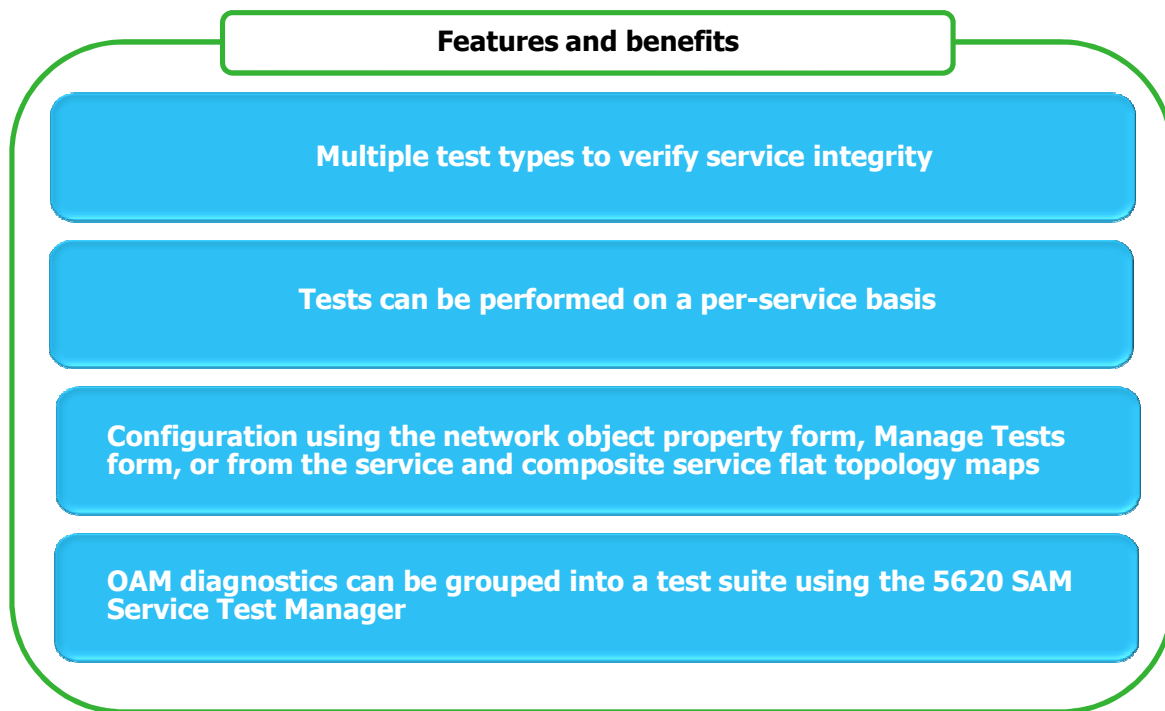 Features and benefits
Multiple test types to verify service integrity
Tests can be performed on a per-service basis
Configuration using the network object property form, Manage Tests
form, or from the service and composite service flat topology maps
OAM diagnostics can be grouped into a test suite using the 5620 SAM
Service Test Manager